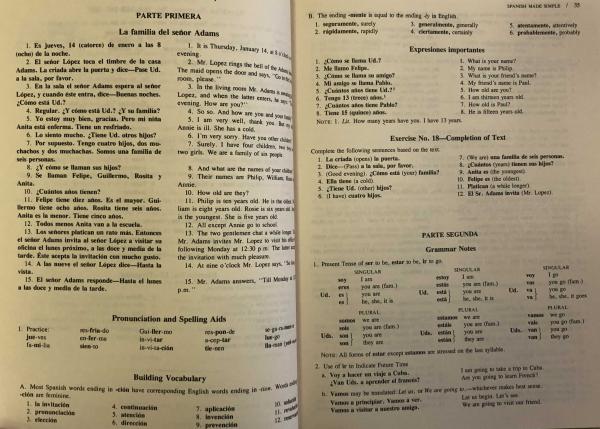 PARTE PRIMERA
La familia del señor Adams
1. Es jueves, 14 (catorce) de enero a las 8
(ocho) de la noche.
2. El señor López toca el timbre de la casa
Adams. La criada abre la puerta y dice—Pase Ud.
a la sala, por favor.
3. En la sala el señor Adams espera al señor
López, y cuando éste entra, dice—Buenas noches.
¿Cómo está Ud.?
4. Regular. ¿Y cómo está Ud.? ¿Y su familia?
5. Yo estoy muy bien, gracias. Pero mi niña
Anita está enferma. Tiene un resfriado.
6. Lo siento mucho. ¿Tiene Ud. otros hijos?
7. Por supuesto. Tengo cuatro hijos, dos mu-
chachos y dos muchachas. Somos una familia de
seis personas.
8. ¿Y cómo se llaman sus hijos?
9. Se llaman Felipe, Guillermo, Rosita y
Anita.
10. ¿Cuántos años tienen?
11. Felipe tiene diez años. Es el mayor. Gui-
llermo tiene ocho años. Rosita tiene seis años.
Anita es la menor. Tiene cinco años.
12. Todos menos Anita van a la escuela.
13. Los señores platican un rato más. Entonces
el señor Adams invita al señor López a visitar su
oficina el lunes próximo, a las doce y media de la
tarde. Éste acepta la invitación con mucho gusto.
14. A las nueve el señor López dice—Hasta la
vista.
15. El señor Adams responde—Hasta el lunes
a las doce y media de la tarde.
1. It is Thursday, January 14, at 8 o'clock
evening.
2. Mr. Lopez rings the bell of the Adams
The maid opens the door and says, "Go to the
room, please."
3. In the living room Mr. Adams is
Lopez, and when the latter enters, he says,
evening. How are you?"
4. So so. And how are you and your family?
5. I am very well, thank you. But my
Annie is ill. She has a cold.
6. I'm very sorry. Have you other children?
7. Surely. I have four children, two
two girls. We are a family of six people.
8. And what are the names of your children?
9. Their names are Philip, William,
Annie.
10. How old are they?
11. Philip is ten years old. He is the oldest.
liam is eight years old. Rosie is six years old.
is the youngest. She is five years old.
12. All except Annie go to school.
13. The two gentlemen chat a while longer.
Mr. Adams invites Mr. Lopez to visit his office
following Monday at 12:30 p.m. The latter
the invitation with much pleasure.
14. At nine o'clock Mr. Lopez says,
15. Mr. Adams answers, "Till Monday
p.m."
Pronunciation and Spelling Aids
1. Practice: res-fria-do Gui-ller-mo res-pon-de
jue-ves en-fer-ma in-vi-tar a-cep-tar lue-go
fa-mi-lia sien-to in-vi-ta-ción tie-nen
Building Vocabulary
A. Most Spanish words ending in -ción have corresponding English words ending in -tion. Words ending
-ción are feminine.
1. la invitación 4. continuación 7. aplicación 10. solución
2. pronunciación 5. atención 8. invención 11.
3. elección 6. dirección 9. prevención 12.
SPANISH MADE SIMPLE / 35
B. The ending -mente is equal to the ending -ly in English.
1. seguramente, surely 3. generalmente, generally 5. atentamente, attentively
2. rápidamente, rapidly 4. ciertamente, certainly 6. probablemente, probably
Expresiones importantes
1. ¿Cómo se llama Ud.? 1. What is your name?
2. Me llamo Felipe. 2. My name is Philip.
3. ¿Cómo se llama su amigo? 3. What is your friend's name?
4. Mi amigo se llama Pablo. 4. My friend's name is Paul.
5. ¿Cuántos años tiene Ud.?¹ 5. How old are you?
6. Tengo 13 (trece) años. 6. I am thirteen years old.
7. ¿Cuántos años tiene Pablo? 7. How old is Paul?
8. Tiene 15 (quince) años. 8. He is fifteen years old.
NOTE: 1. Lit. How many years have you. I have 13 years.
Exercise No. 18—Completion of Text
Complete the following sentences based on the text.
1. La criada (opens) la puerta. 7. (We are) una familia de seis personas.
2. Dice—(Pass) a la sala, por favor. 8. ¿Cuántos (years) tienen sus hijos?
3. (Good evening). ¿Cómo está (your) familia? 9. Anita es (the youngest).
4. Ella tiene (a cold). 10. Felipe es (the oldest).
5. ¿Tiene Ud. (other) hijos? 11. Platican (a while longer).
6. (I have) cuatro hijos. 12. El Sr. Adams invita (Mr. Lopez).
PARTE SEGUNDA
Grammar Notes
1. Present Tense of ser to be, estar to be, ir to go.
SINGULAR SINGULAR SINGULAR
soy I am estoy I am voy I go
eres you are (fam.) estás you are (fam.) vas you go (fam.)
Ud. es you are Ud. está you are Ud. va you go
es he, she, it is está he, she, it is va he, she, it goes
PLURAL PLURAL PLURAL
somos we are estamos we are vamos we go
sois you are (fam.) estáis you are (fam.) vais you go (fam.)
Uds. son you are Uds. están you are Uds. van you go
son they are están they are van they go
NOTE: All forms of estar except estamos are stressed on the last syllable.
2. Use of ir to Indicate Future Time
a. Voy a hacer un viaje a Cuba. I am going to take a trip to Cuba.
¿Van Uds. a aprender el francés? Are you going to learn French?
b. Vamos may be translated Let us, or We are going to,—whichever makes best sense.
Vamos a principiar. Vamos a ver. Let us begin. Let's see.
Vamos a visitar a nuestro amigo. We are going to visit our friend.